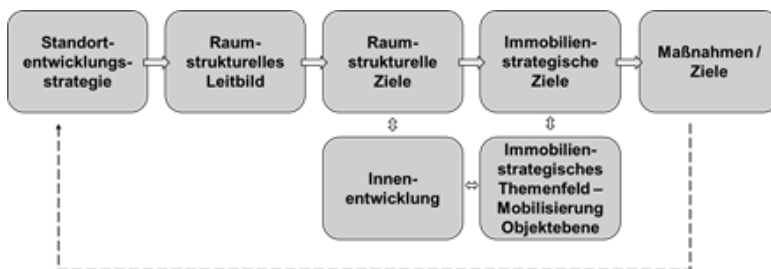 Standort-
entwicklungs-
strategie
Raum-
strukturelles
Leitbild
Raum-
strukturelle
Ziele
Immobilien-
strategische
Ziele
Maßnahmen /
Ziele
Innen-
entwicklung
Immobilien-
strategisches
Themenfeld –
Mobilisierung
Objektebene